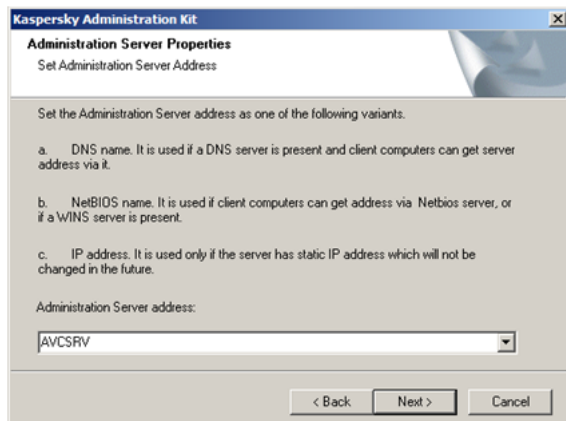 Kaspersky Administration Kit
Administration Server Properties
Set Administration Server Address
Set the Administration Server address as one of the following variants.
a. DNS name. It is used if a DNS server is present and client computers can get server
address via it.
b. NetBIOS name. It is used if client computers can get address via Netbios server, or
if a WINS server is present.
c. IP address. It is used only if the server has static IP address which will not be
changed in the future.
Administration Server address:
AVCSRV
< Back Next > Cancel